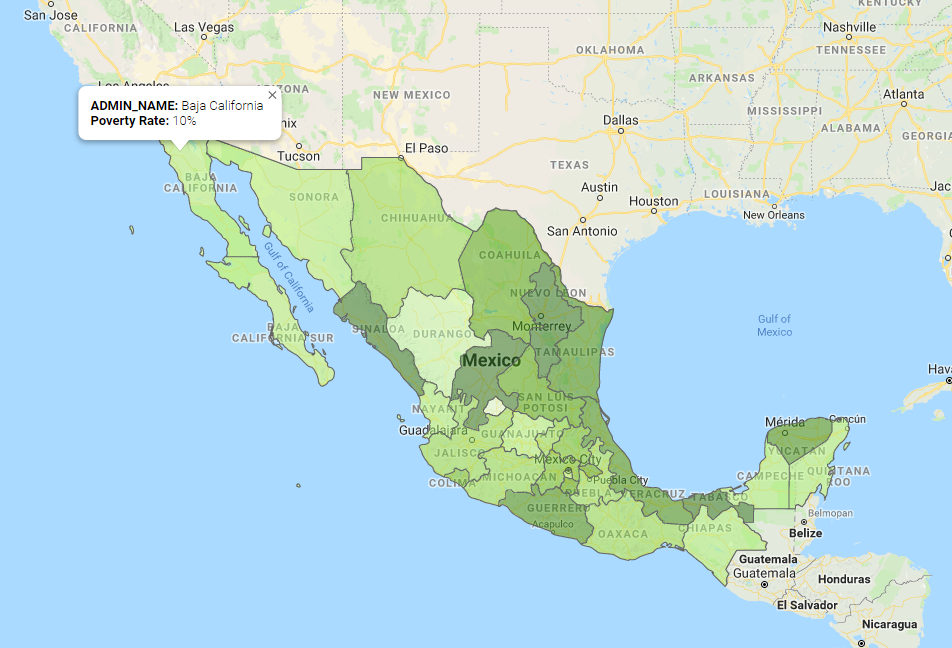 KENTUCKY
San Jose
CALIFORNIA
Las Vegas
Nashville
TENNESSEE
OKLAHOMA
ARKANSAS
Los Angeles
ONA
NEW MEXICO
Atlanta
ADMIN_NAME: Baja California
Poverty Rate: 10%
nix
MISSISSIPPI
Dallas
ALABAMA
GEORGIA
El Paso
Tucson
TEXAS
BAJA
CALIFORNIA
SONORA
Austin
Houston
LOUISIANA
Jac
New Orleans
CHIHUAHUA
San Antonio
Gulf of California
COAHUILA
NUEVO LEON
Gulf of
Mexico
BAJA
CALIFORNIA SUR
SINALOA
DURANGO
Monterrey
Mexico
TAMAULIPAS
Hava
SAN LUIS
POTOSI
NAYARIT
Guadalajara
GUANAJUATO
Mérida
Cancún
JALISCO
Mexico City
YUCATAN
COLIMA
MICHOACAN
Puebla City
CAMPECHE
QUINTANA
ROO
PUEBLA
VERACRUZ
TABASCO
GUERRERO
Acapulco
OAXACA
CHIAPAS
Belmopan
Belize
Guatemala
Guatemala
Honduras
El Salvador
Nicaragua